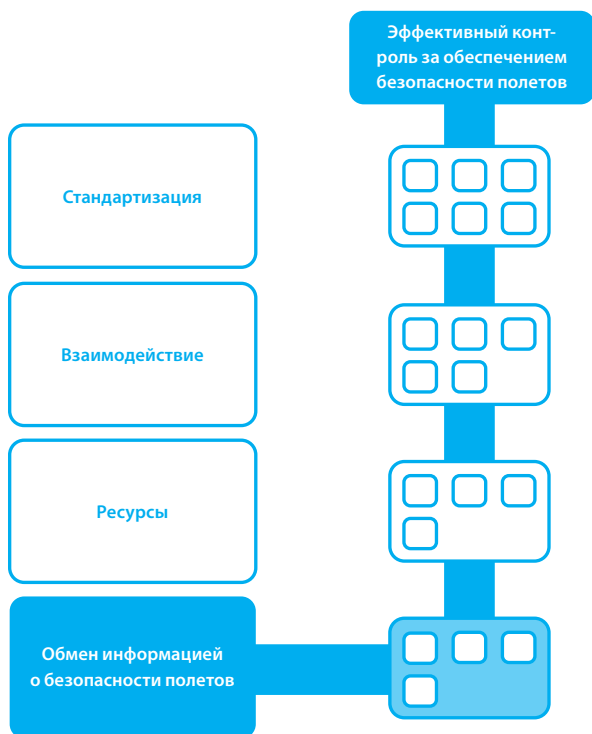 Эффективный конт-
роль за обеспечением
безопасности полетов
Стандартизация
Взаимодействие
Ресурсы
Обмен информацией
о безопасности полетов